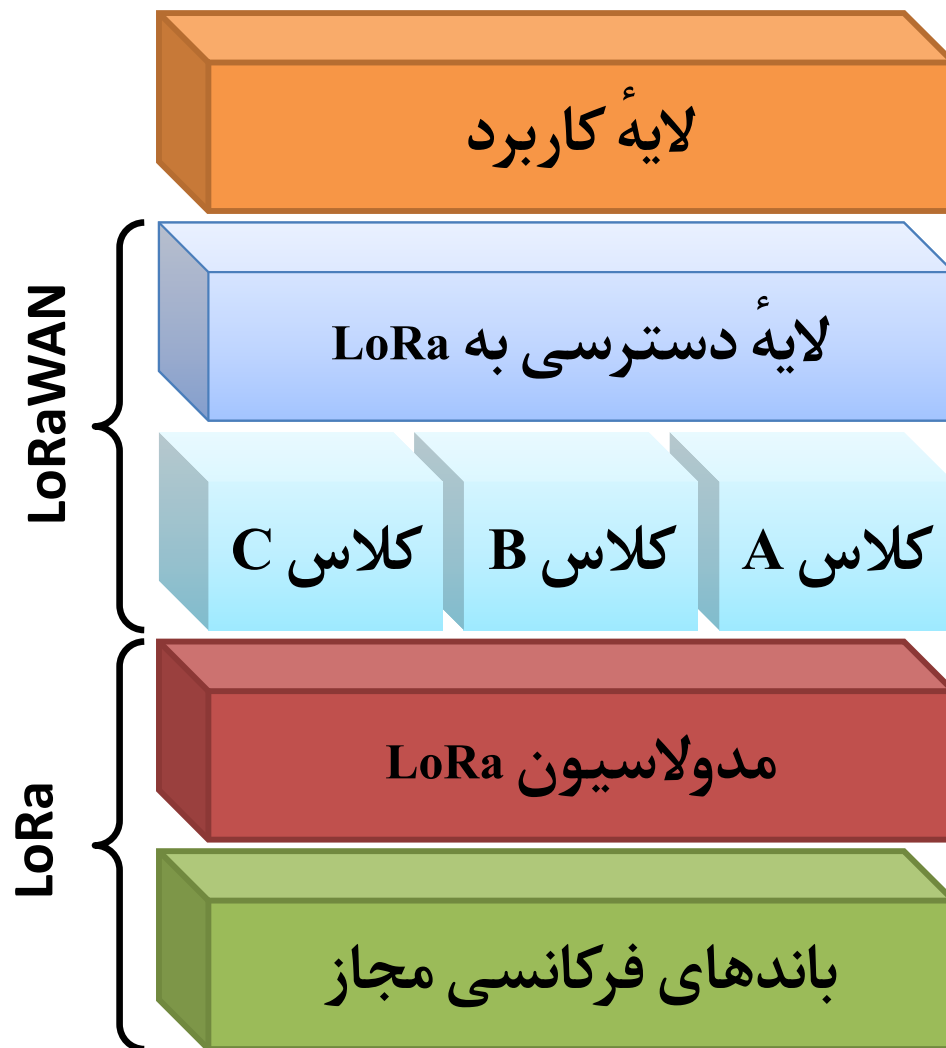 لایهٔ کاربرد
LoRaWAN
لایهٔ دسترسی به LoRa
کلاس A
کلاس B
کلاس C
LoRa
مدولاسیون LoRa
باندهای فرکانسی مجاز